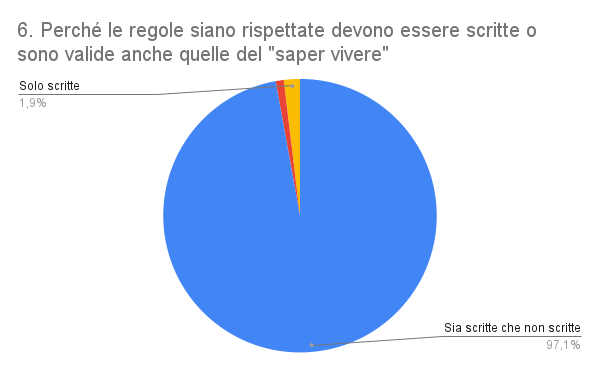 6. Perché le regole siano rispettate devono essere scritte o
sono valide anche quelle del "saper vivere"
Solo scritte
1,9%
Sia scritte che non scritte
97,1%